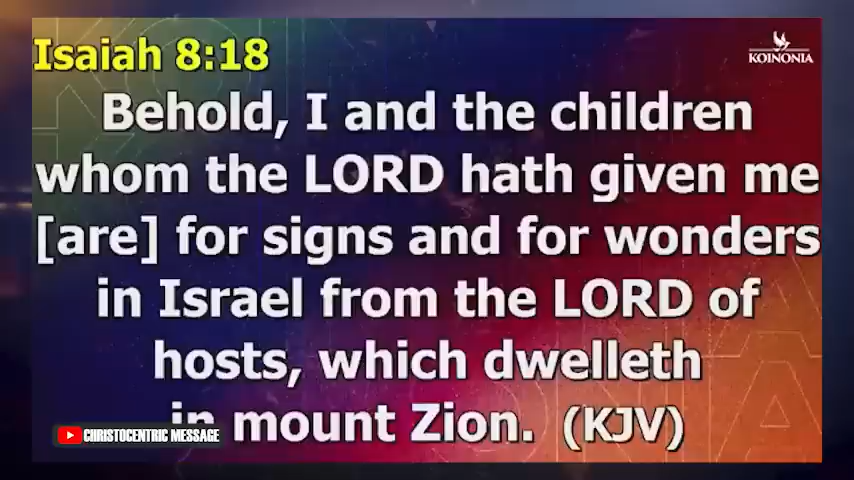 Isaiah 8:18
KOINONIA
Behold, I and the children
whom the LORD hath given me
[are] for signs and for wonders
in Israel from the LORD of
hosts, which dwelleth
in mount Zion. (KJV)
CHRISTOCENTRIC MESSAGE